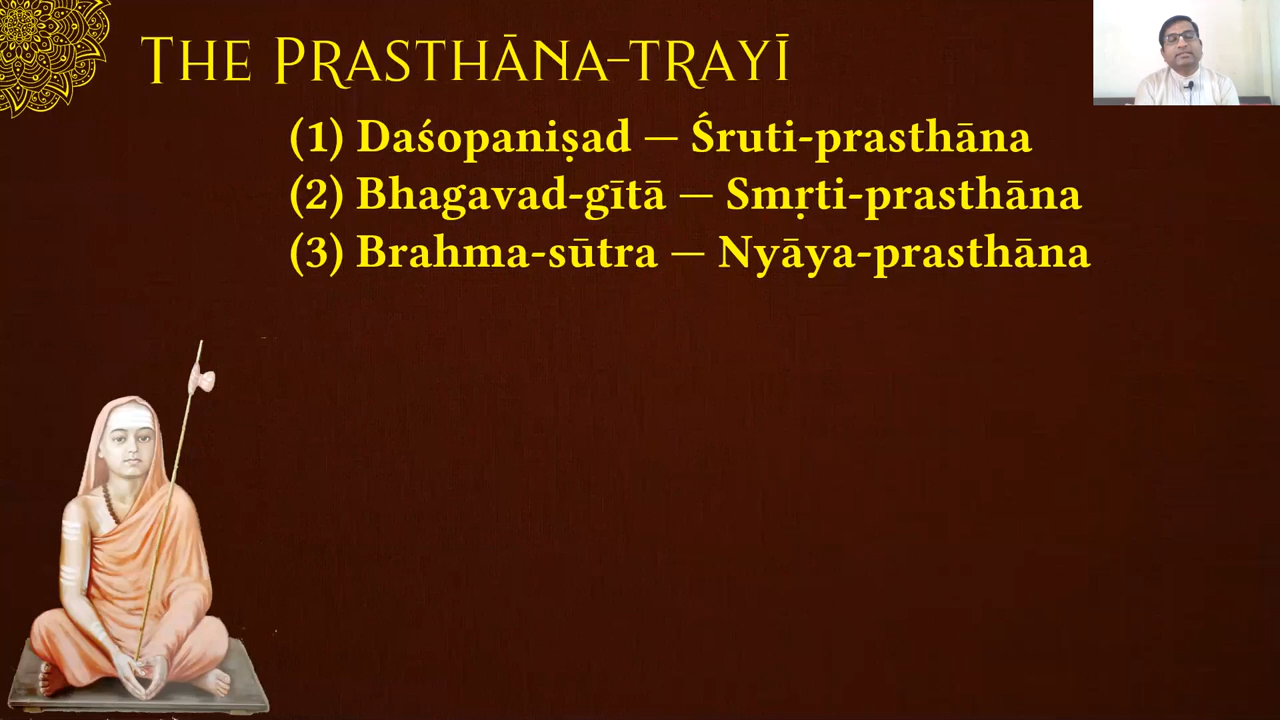 THE PRASTHĀNA-TRAYĪ
(1) Daśopaniṣad — Śruti-prasthāna
(2) Bhagavad-gītā — Smṛti-prasthāna
(3) Brahma-sūtra — Nyāya-prasthāna